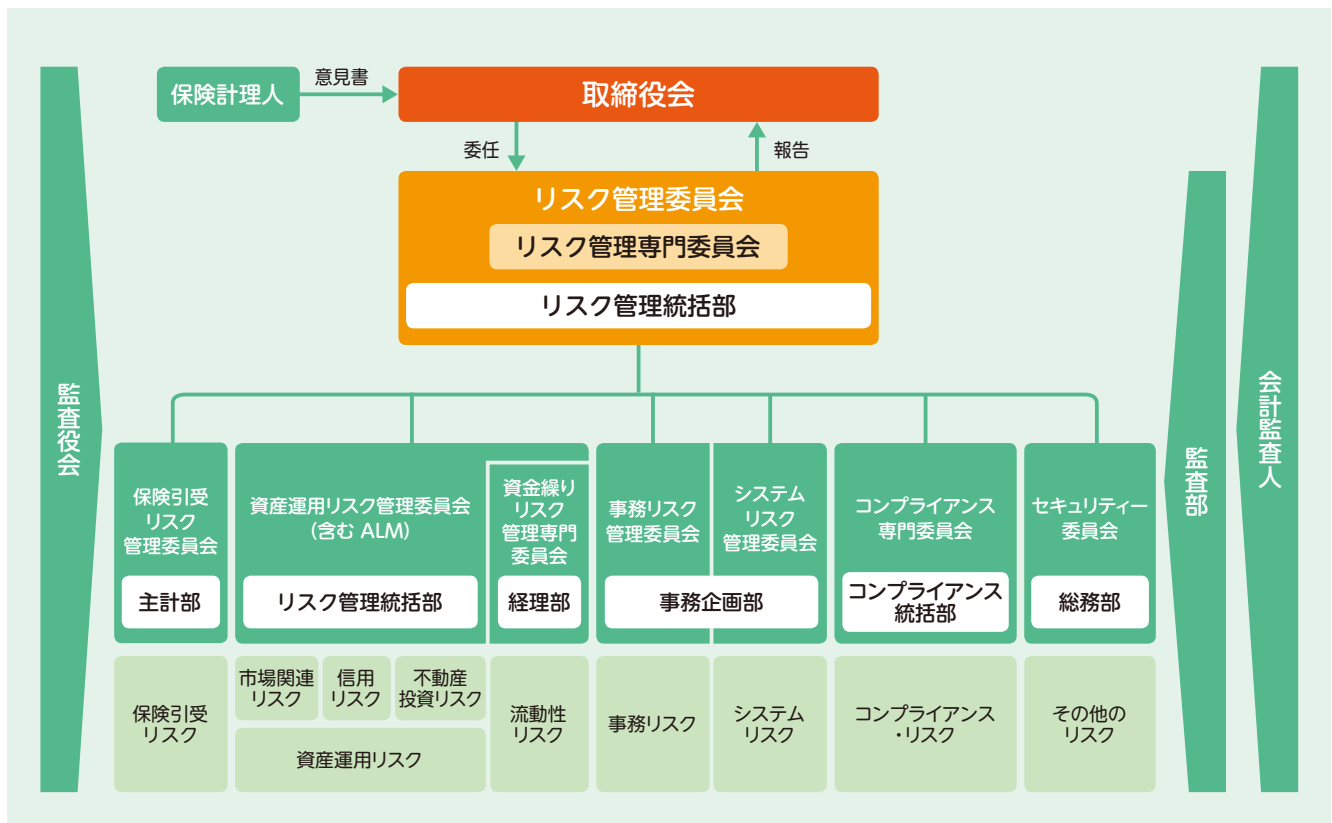 保険計理人
意見書
取締役会
委任
報告
リスク管理委員会
リスク管理専門委員会
リスク管理統括部
監査役会
監査部
会計監査人
保険引受
リスク
管理委員会
主計部
資産運用リスク管理委員会
(含む ALM)
リスク管理統括部
資金繰り
リスク
管理専門
委員会
経理部
事務リスク
管理委員会
システム
リスク
管理委員会
事務企画部
コンプライアンス
専門委員会
コンプライアンス
統括部
セキュリティー
委員会
総務部
保険引受
リスク
市場関連
リスク
信用
リスク
不動産
投資リスク
資産運用リスク
流動性
リスク
事務リスク
システム
リスク
コンプライアンス
・リスク
その他の
リスク